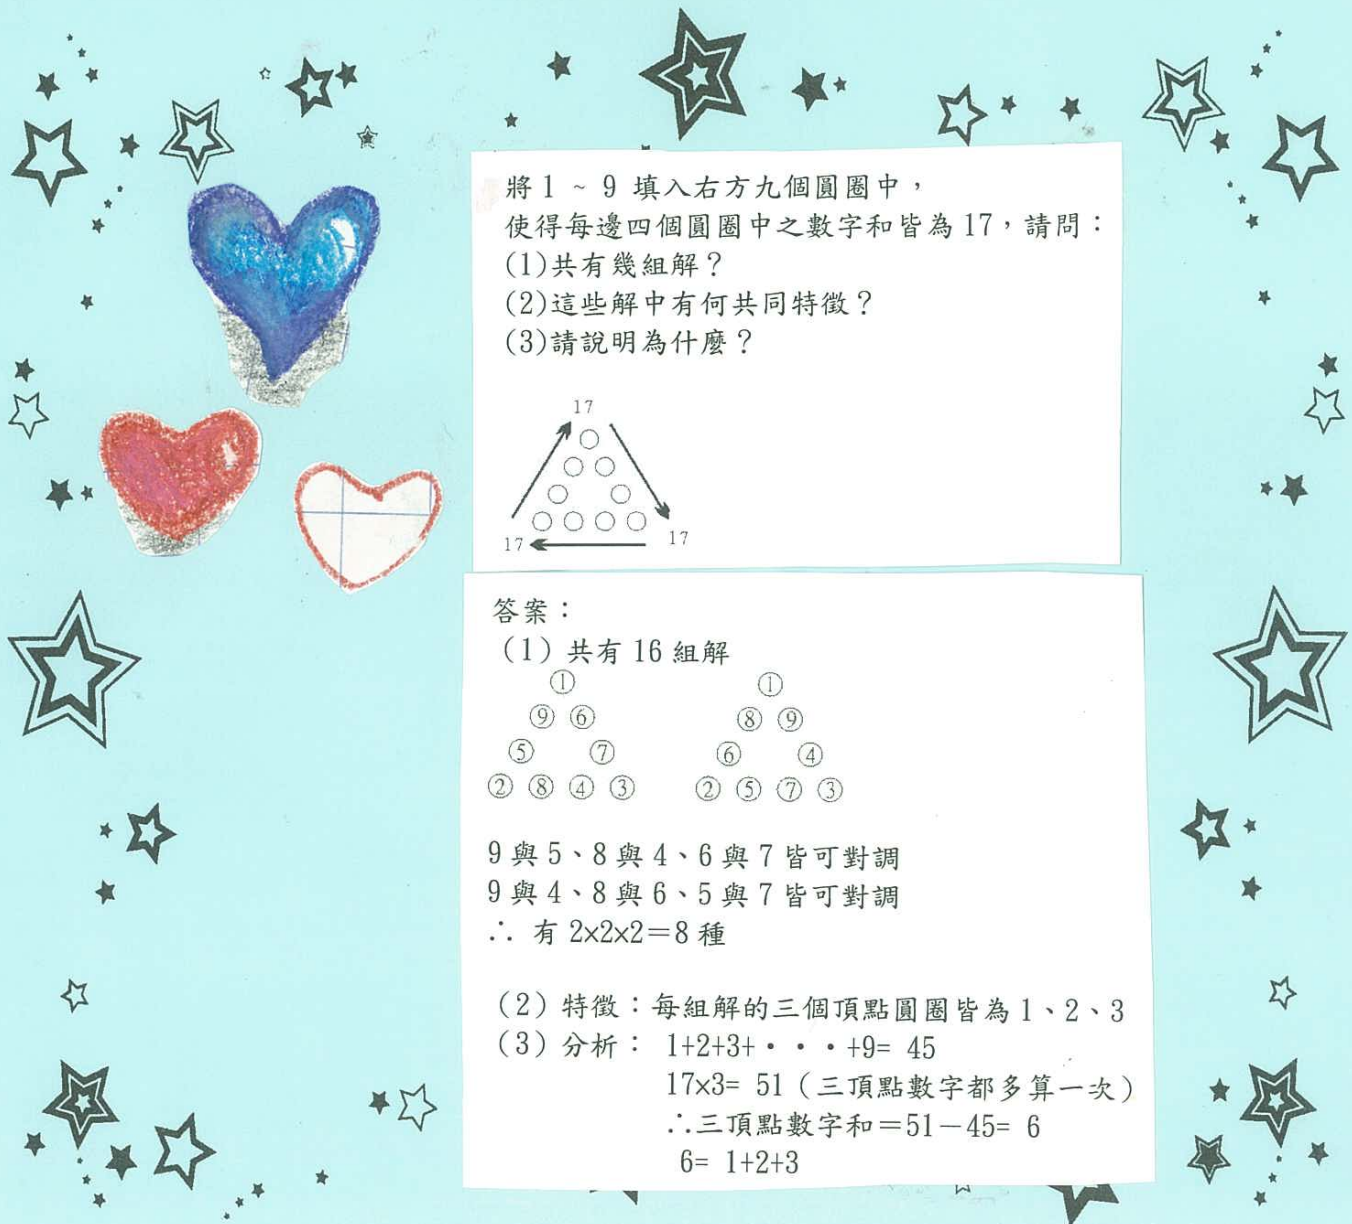 將 1 ~ 9 填入右方九個圓圈中，
使得每邊四個圓圈中之數字和皆為 17，請問：
(1)共有幾組解？
(2)這些解中有何共同特徵？
(3)請說明為什麼？
17
17
17
答案：
（1）共有 16 組解
① ①
⑨ ⑥ ⑧ ⑨
⑤ ⑦ ⑥ ④
② ⑧ ④ ③ ② ⑤ ⑦ ③
9 與 5、8 與 4、6 與 7 皆可對調
9 與 4、8 與 6、5 與 7 皆可對調
∴ 有 2×2×2＝8 種
（2）特徵：每組解的三個頂點圓圈皆為 1、2、3
（3）分析： 1+2+3+・・・+9= 45
17×3= 51（三頂點數字都多算一次）
∴三頂點數字和＝51－45= 6
6= 1+2+3